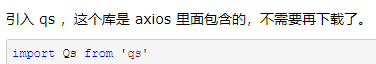 引入 qs ，这个库是 axios 里面包含的，不需要再下载了。
import Qs from 'qs'